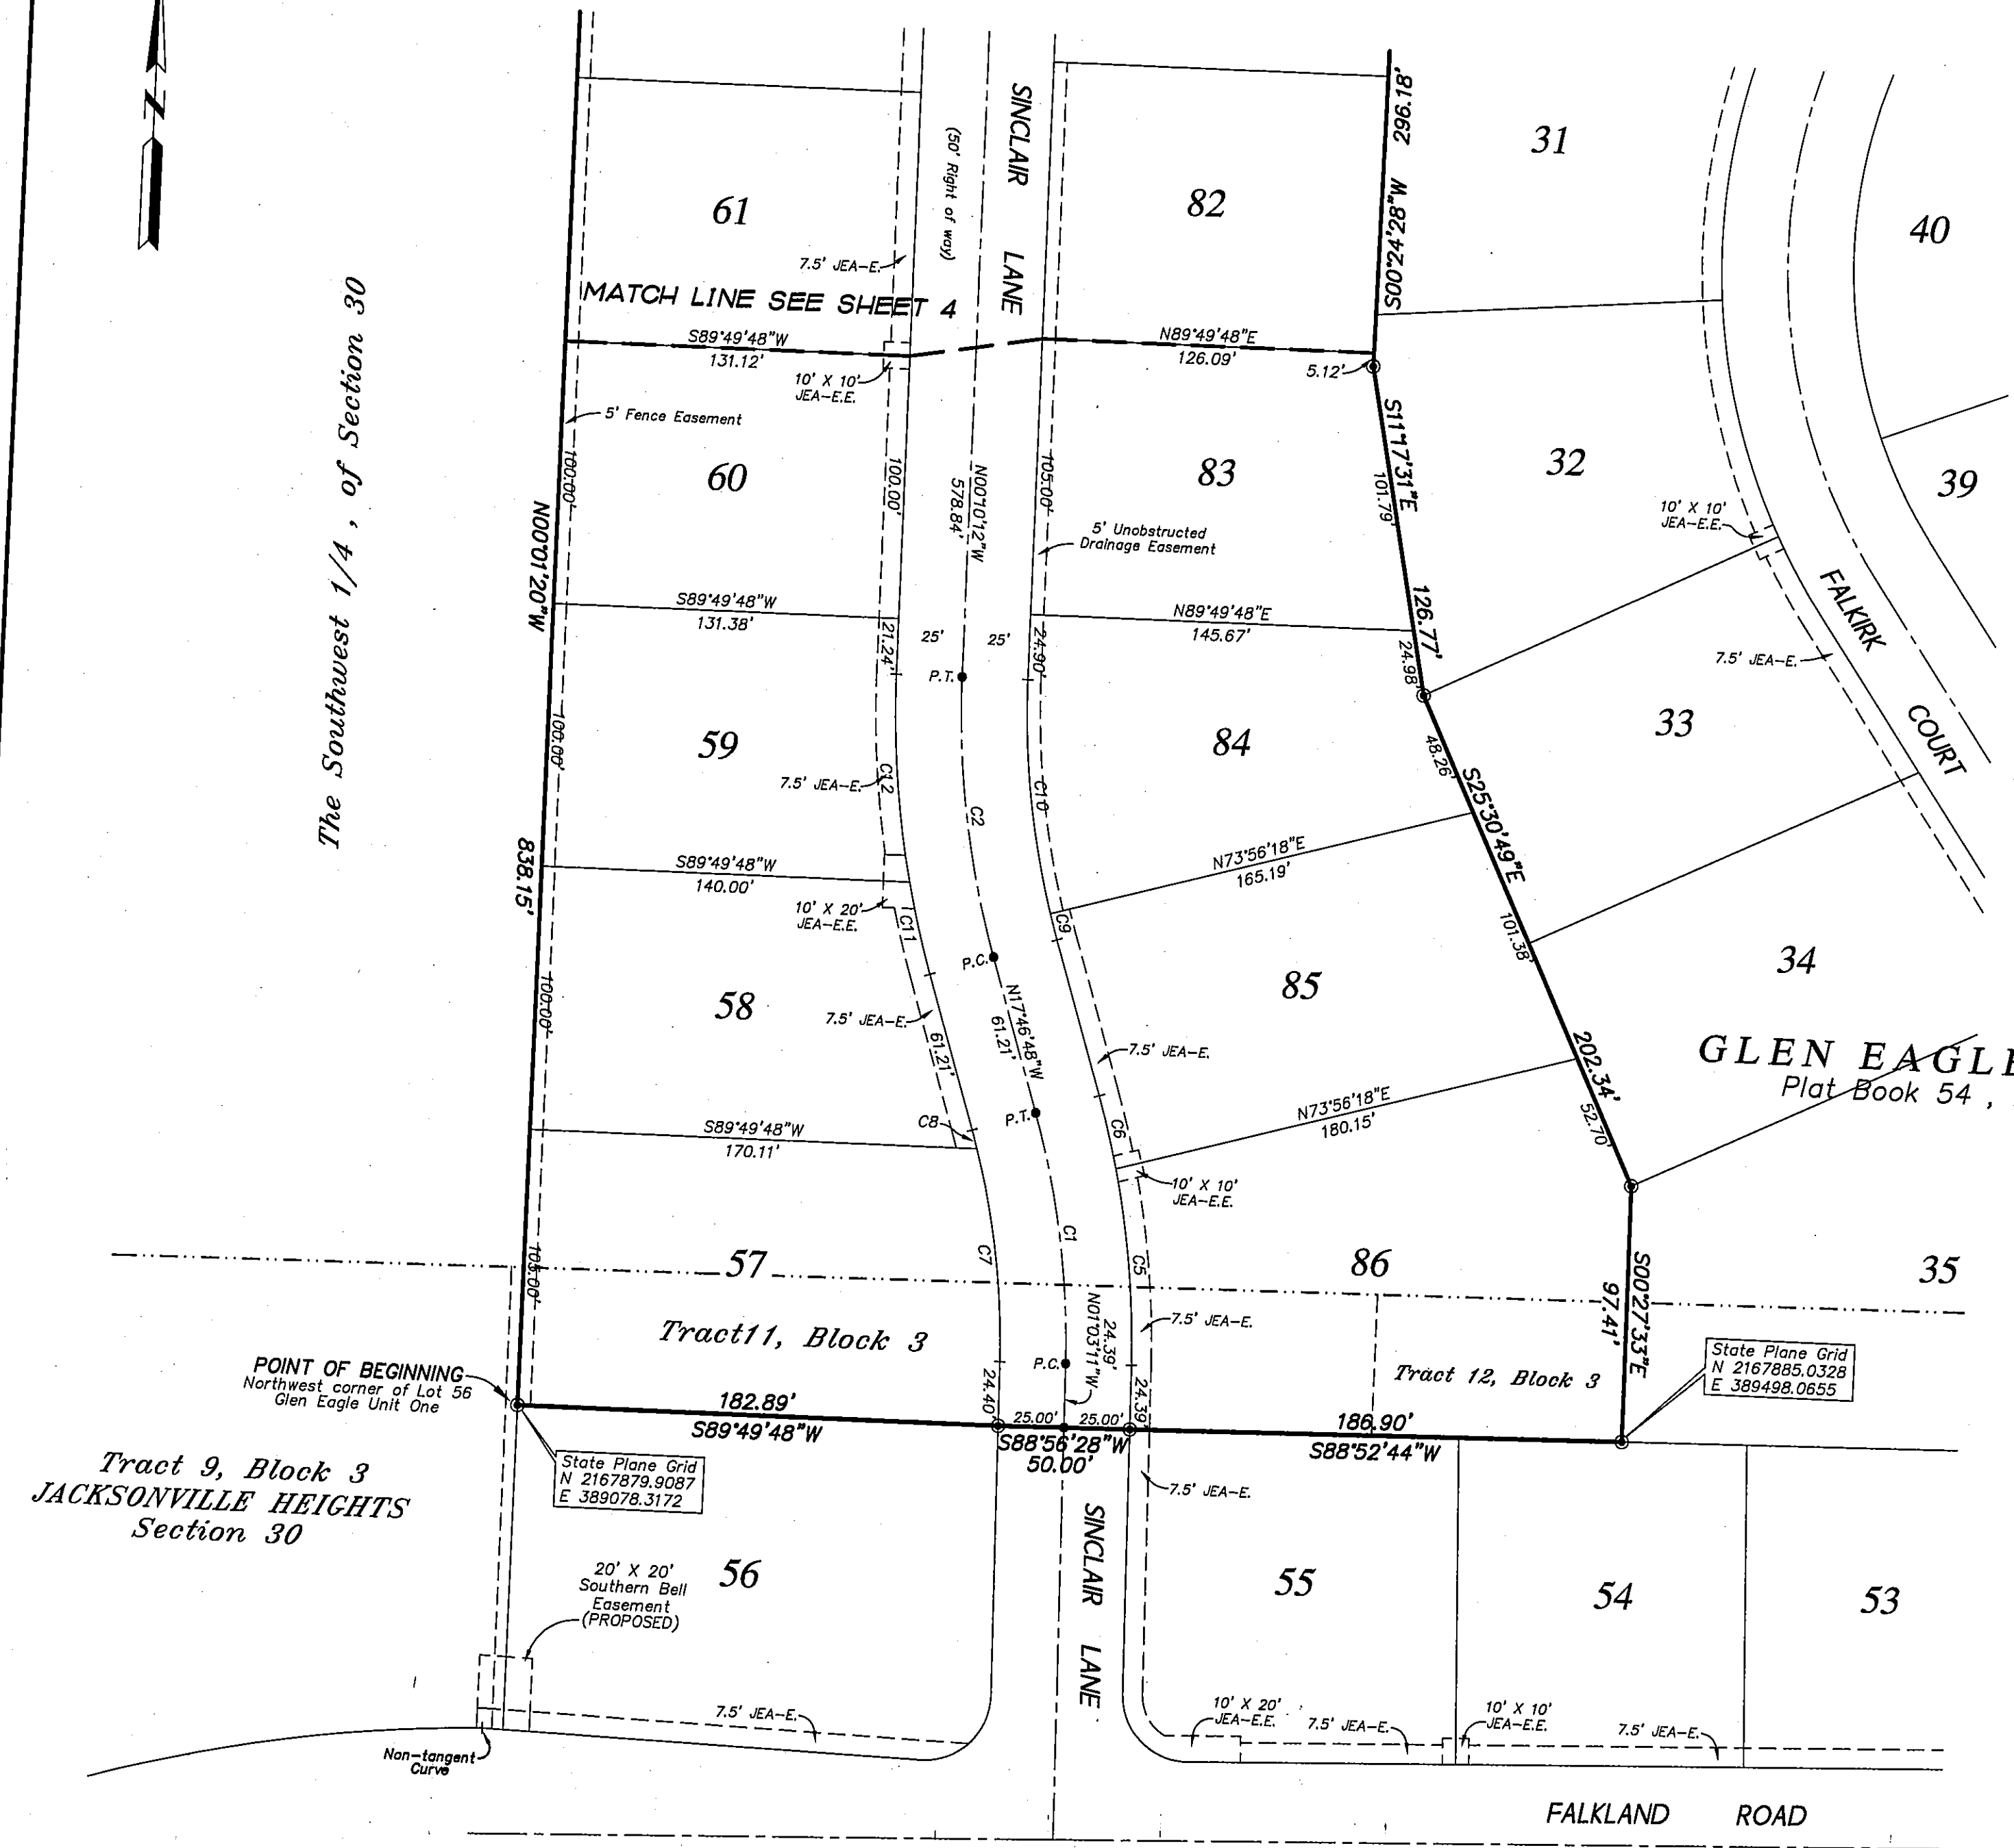 N
61
7.5' JEA-E.
MATCH LINE SEE SHEET 4
S89°49'48"W
131.12'
10' X 10'
JEA-E.E.
5' Fence Easement
(50' Right of way)
SINCLAIR LANE
82
N89°49'48"E
126.09'
5.12'
S00°24'28"W 296.18'
31
40
The Southwest 1/4 , of Section 30
60
100.00'
100.00'
N00°10'12"W
578.84'
105.00'
83
5' Unobstructed
Drainage Easement
S11°17'31"E
101.79'
126.77'
24.98'
32
39
10' X 10'
JEA-E.E.
FALKIRK COURT
7.5' JEA-E.
N00°01'20"W
838.15'
S89°49'48"W
131.38'
21.24'
25'
25'
24.90'
P.T.
N89°49'48"E
145.67'
59
100.00'
7.5' JEA-E.
C12
C2
C10
84
48.26'
S25°30'49"E
202.34'
33
S89°49'48"W
140.00'
10' X 20'
JEA-E.E.
C11
C9
N73°56'18"E
165.19'
101.38'
34
58
100.00'
7.5' JEA-E.
61.21'
P.C.
N17°46'48"W
61.21'
P.T.
85
7.5' JEA-E.
GLEN EAGLE
Plat Book 54 ,
S89°49'48"W
170.11'
C8
C6
N73°56'18"E
180.15'
52.70'
10' X 10'
JEA-E.E.
57
105.00'
C7
C1
C5
86
35
S00°27'33"E
97.41'
Tract11, Block 3
7.5' JEA-E.
N01°03'11"W
24.39'
P.C.
Tract 12, Block 3
State Plane Grid
N 2167885.0328
E 389498.0655
POINT OF BEGINNING
Northwest corner of Lot 56
Glen Eagle Unit One
182.89'
S89°49'48"W
24.40'
25.00'
25.00'
24.39'
S88°56'28"W
50.00'
186.90'
S88°52'44"W
State Plane Grid
N 2167879.9087
E 389078.3172
Tract 9, Block 3
JACKSONVILLE HEIGHTS
Section 30
7.5' JEA-E.
SINCLAIR LANE
20' X 20'
Southern Bell
Easement
(PROPOSED)
56
55
54
53
7.5' JEA-E.
Non-tangent
Curve
10' X 20'
JEA-E.E.
7.5' JEA-E.
10' X 10'
JEA-E.E.
7.5' JEA-E.
FALKLAND ROAD